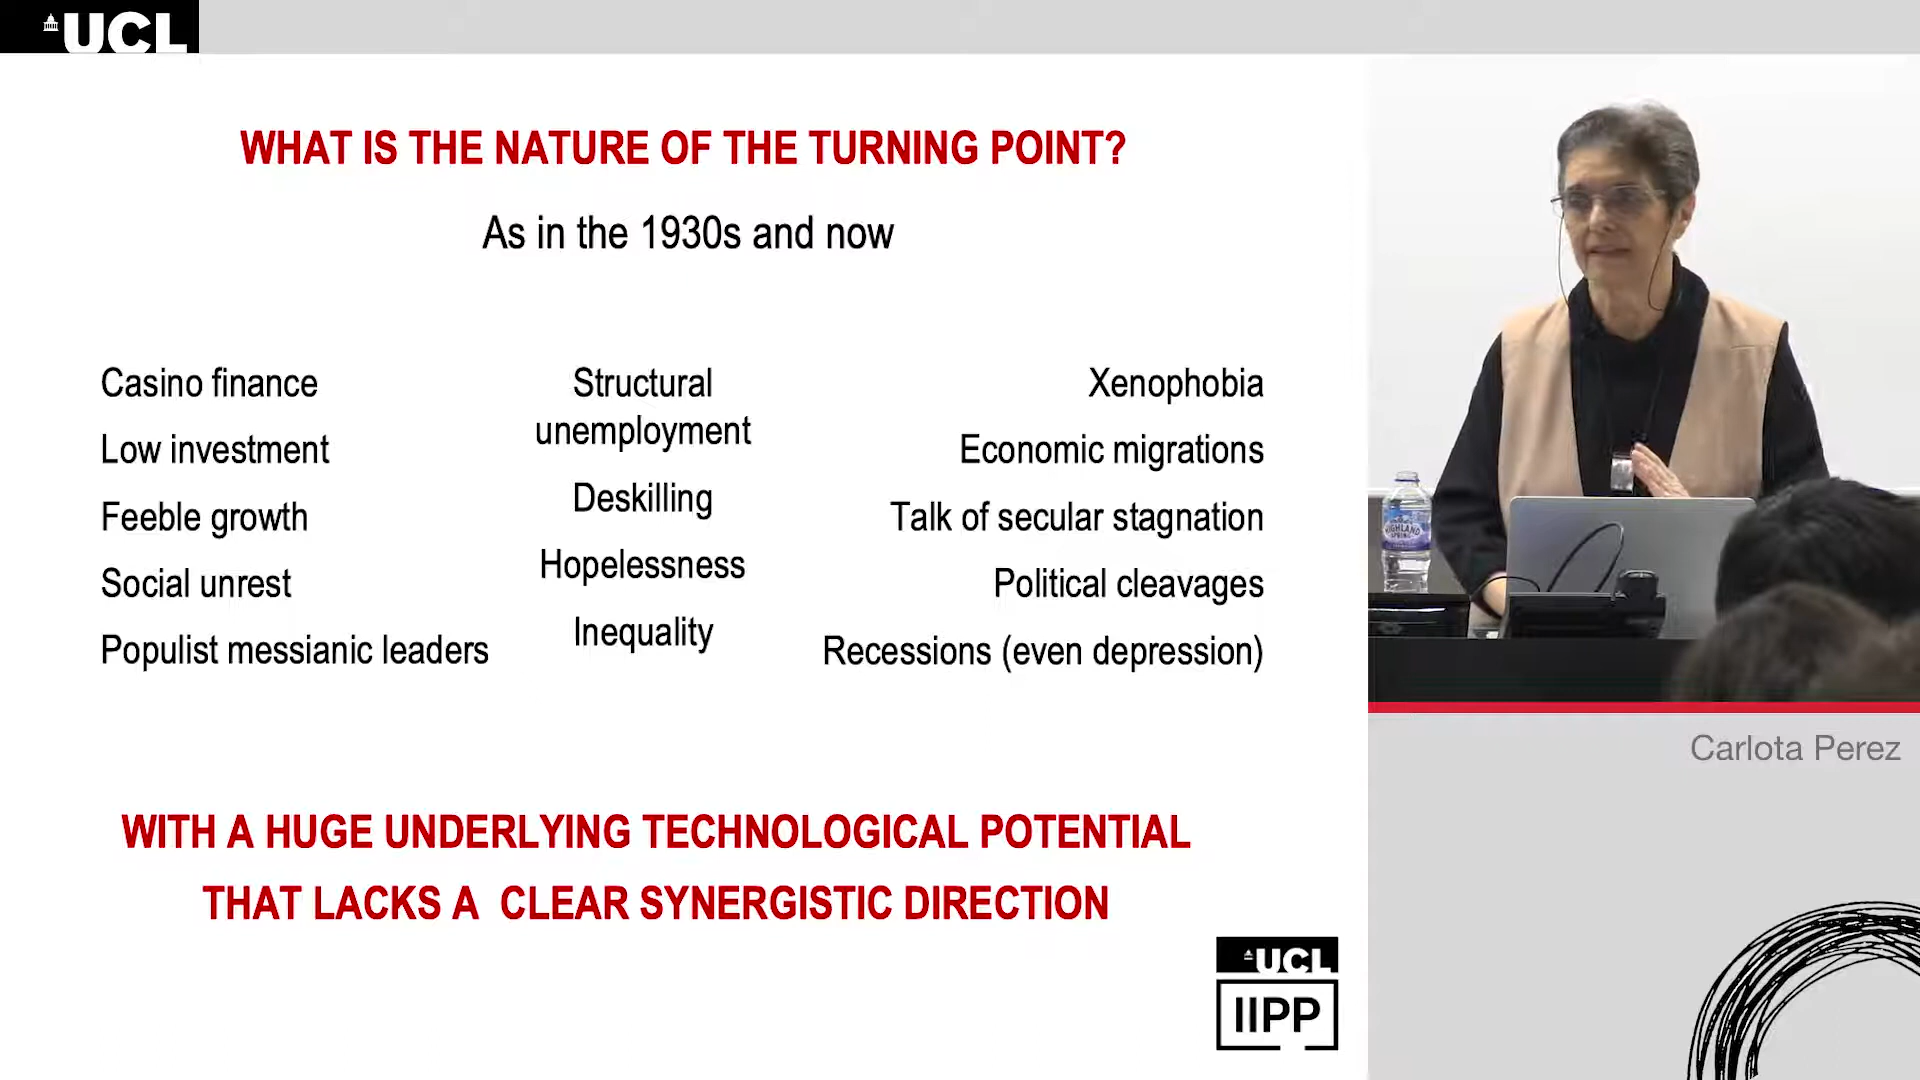 UCL
WHAT IS THE NATURE OF THE TURNING POINT?
As in the 1930s and now
Casino finance
Low investment
Feeble growth
Social unrest
Populist messianic leaders
Structural
unemployment
Deskilling
Hopelessness
Inequality
Xenophobia
Economic migrations
Talk of secular stagnation
Political cleavages
Recessions (even depression)
WITH A HUGE UNDERLYING TECHNOLOGICAL POTENTIAL
THAT LACKS A CLEAR SYNERGISTIC DIRECTION
UCL
IIPP
HIGHLAND
SPRING
Carlota Perez